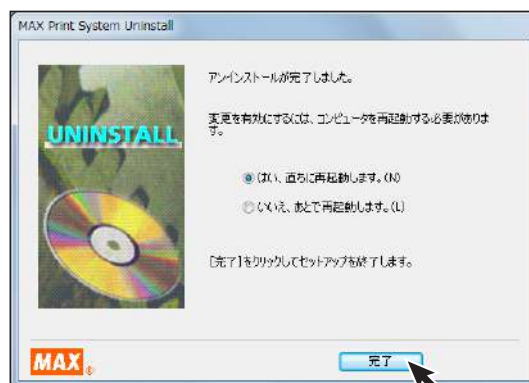 MAX Print System Uninstall
アンインストールが完了しました。
変更を有効にするには、コンピュータを再起動する必要がありま
す。
UNINSTALL
はい、直ちに再起動します。(N)
いいえ、あとで再起動します。(L)
[完了]をクリックしてセットアップを終了します。
MAX®
完了